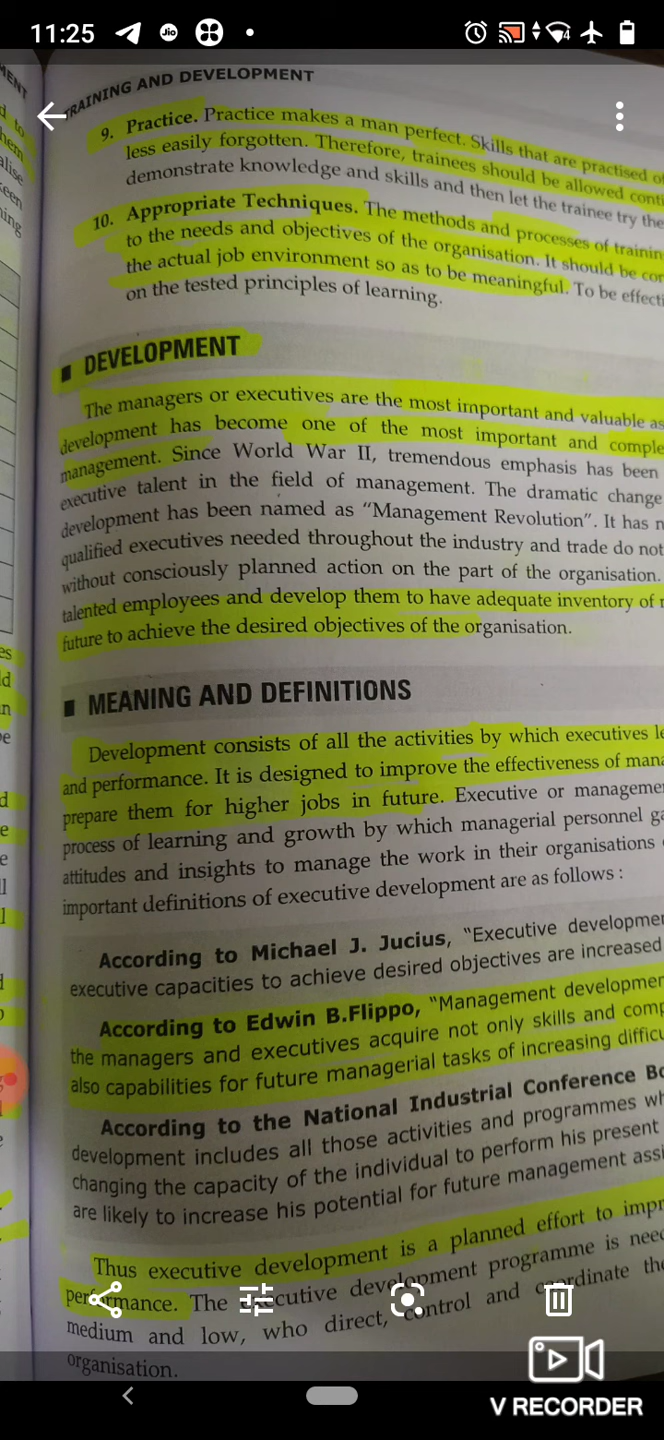 11:25
Jio
4
TRAINING AND DEVELOPMENT
9. Practice. Practice makes a man perfect. Skills that are practised
less easily forgotten. Therefore, trainees should be allowed
demonstrate knowledge and skills and then let the trainee try the
10. Appropriate Techniques. The methods and processes of
to the needs and objectives of the organisation. It should be
the actual job environment so as to be meaningful. To be
on the tested principles of learning.
DEVELOPMENT
The managers or executives are the most important and valuable
development has become one of the most important and
management. Since World War II, tremendous emphasis has been
executive talent in the field of management. The dramatic change
development has been named as “Management Revolution”. It has
qualified executives needed throughout the industry and trade do not
without consciously planned action on the part of the organisation.
talented employees and develop them to have adequate inventory of
future to achieve the desired objectives of the organisation.
MEANING AND DEFINITIONS
Development consists of all the activities by which executives
and performance. It is designed to improve the effectiveness of
prepare them for higher jobs in future. Executive or
process of learning and growth by which managerial personnel
attitudes and insights to manage the work in their organisations
important definitions of executive development are as follows :
According to Michael J. Jucius, “Executive
executive capacities to achieve desired objectives are increased
According to Edwin B.Flippo, “Management
the managers and executives acquire not only skills and
also capabilities for future managerial tasks of increasing
According to the National Industrial Conference
development includes all those activities and programmes
changing the capacity of the individual to perform his present
are likely to increase his potential for future management
Thus executive development is a planned effort to
performance. The executive development programme is
medium and low, who direct, control and coordinate
organisation.
V RECORDER